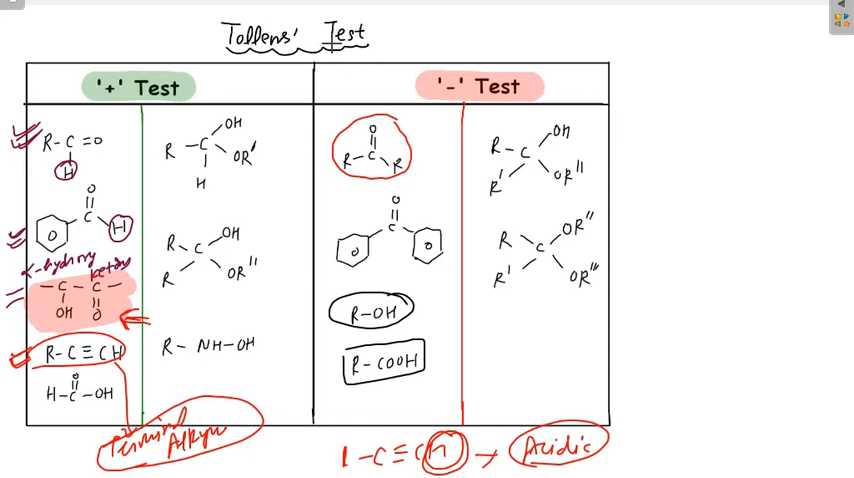 Tollens' Test
'+' Test
'-' Test
R-C=O
H
O
C
H
α-hydroxy
ketone
-C-C-
OH O
R-C≡CH
O
H-C-OH
Terminal
Alkyne
OH
R-C
OR'
H
R-C
OH
R
OR''
R-NH-OH
O
R-C
R
O
C
R-OH
R-COOH
OH
R-C
R'
OR''
OR''
R-C
R'
OR'''
-C≡CH → Acidic